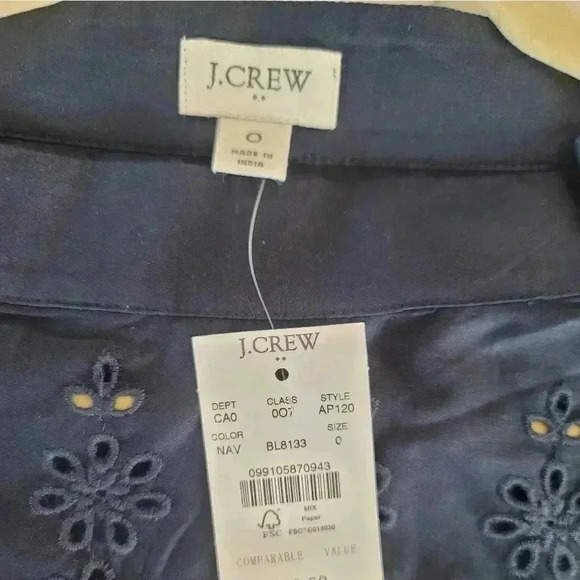 J.CREW
0
MADE IN
INDIA
J.CREW
DEPT CLASS STYLE
CA0 007 AP120
COLOR SIZE
NAV BL8133 0
099105870943
MIX
Paper
FSC
COMPARABLE VALUE